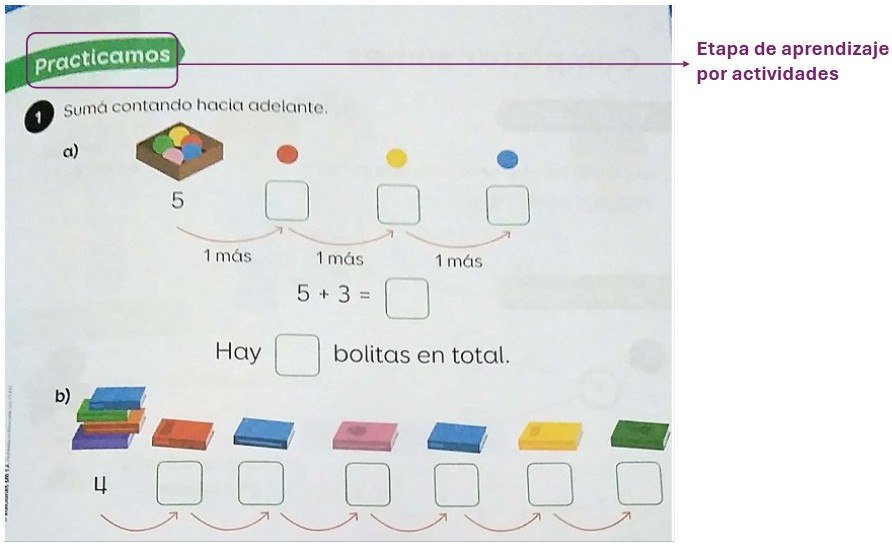 Practicamos
Etapa de aprendizaje
por actividades
1 Sumá contando hacia adelante.
a)
5
1 más 1 más 1 más
5 + 3 =
Hay bolitas en total.
b)
4